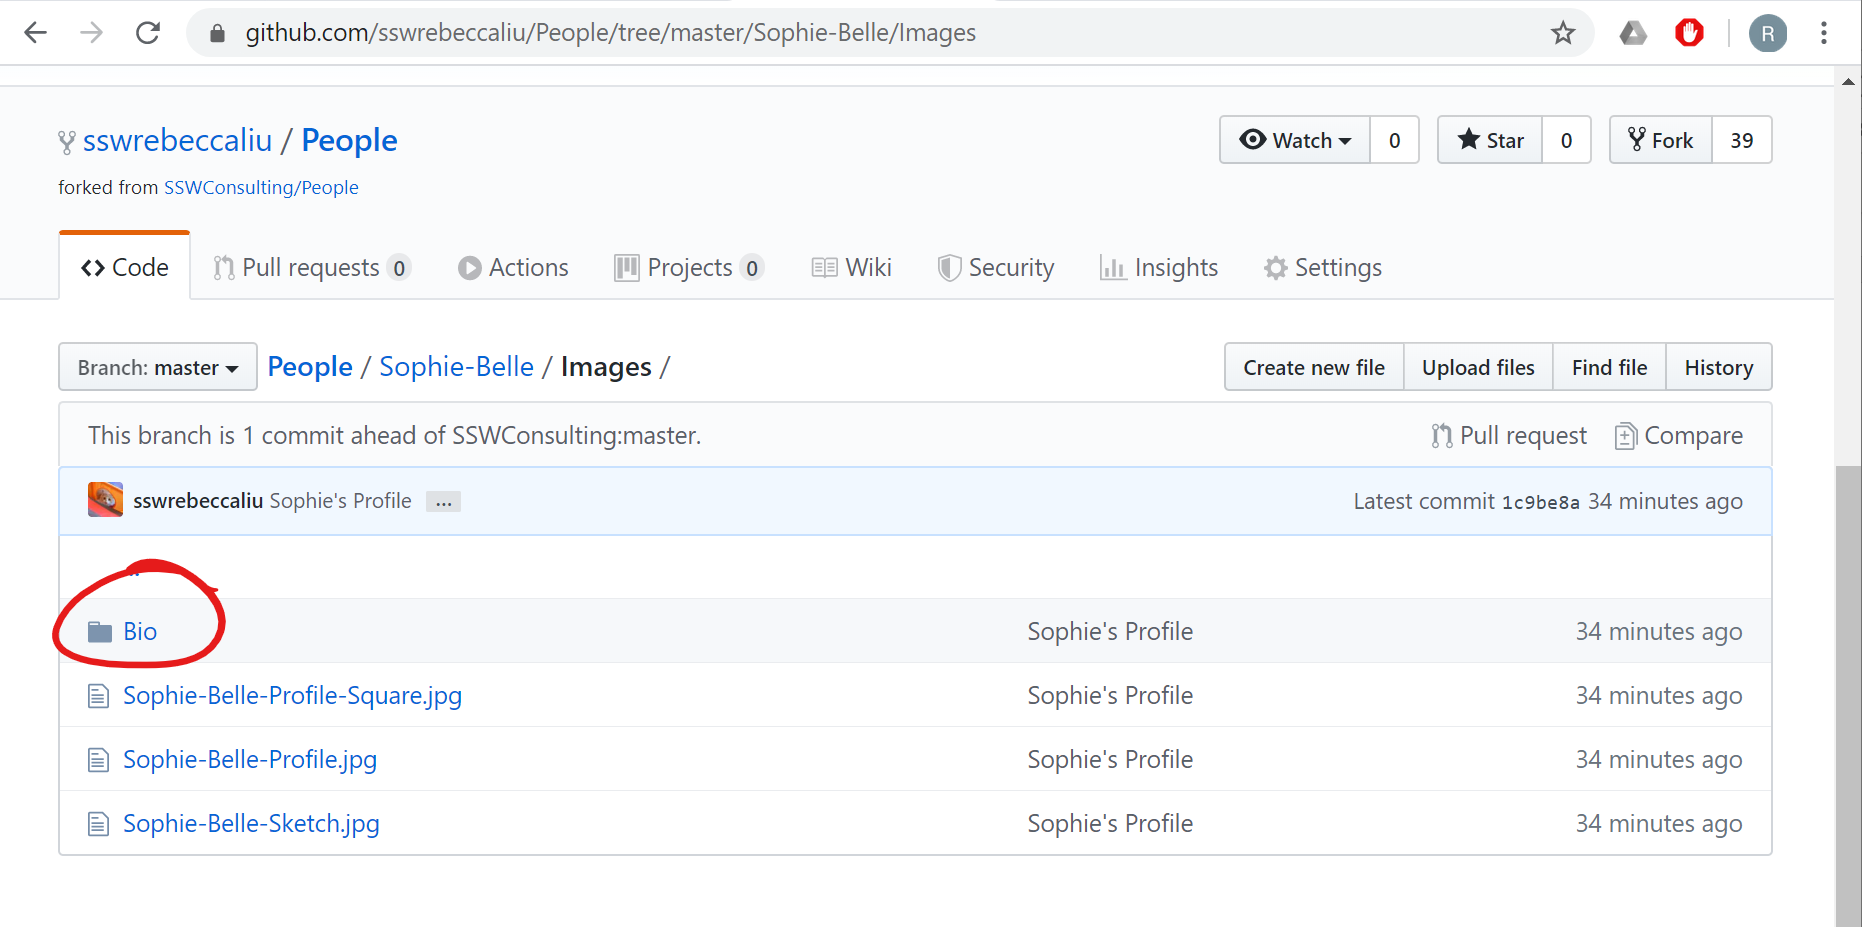 github.com/sswrebeccaliu/People/tree/master/Sophie-Belle/Images
R
sswrebeccaliu / People
Watch 0 Star 0 Fork 39
forked from SSWConsulting/People
Code Pull requests 0 Actions Projects 0 Wiki Security Insights Settings
Branch: master People / Sophie-Belle / Images /
Create new file Upload files Find file History
This branch is 1 commit ahead of SSWConsulting:master.
Pull request Compare
sswrebeccaliu Sophie's Profile ...
Latest commit 1c9be8a 34 minutes ago
..
Bio Sophie's Profile 34 minutes ago
Sophie-Belle-Profile-Square.jpg Sophie's Profile 34 minutes ago
Sophie-Belle-Profile.jpg Sophie's Profile 34 minutes ago
Sophie-Belle-Sketch.jpg Sophie's Profile 34 minutes ago